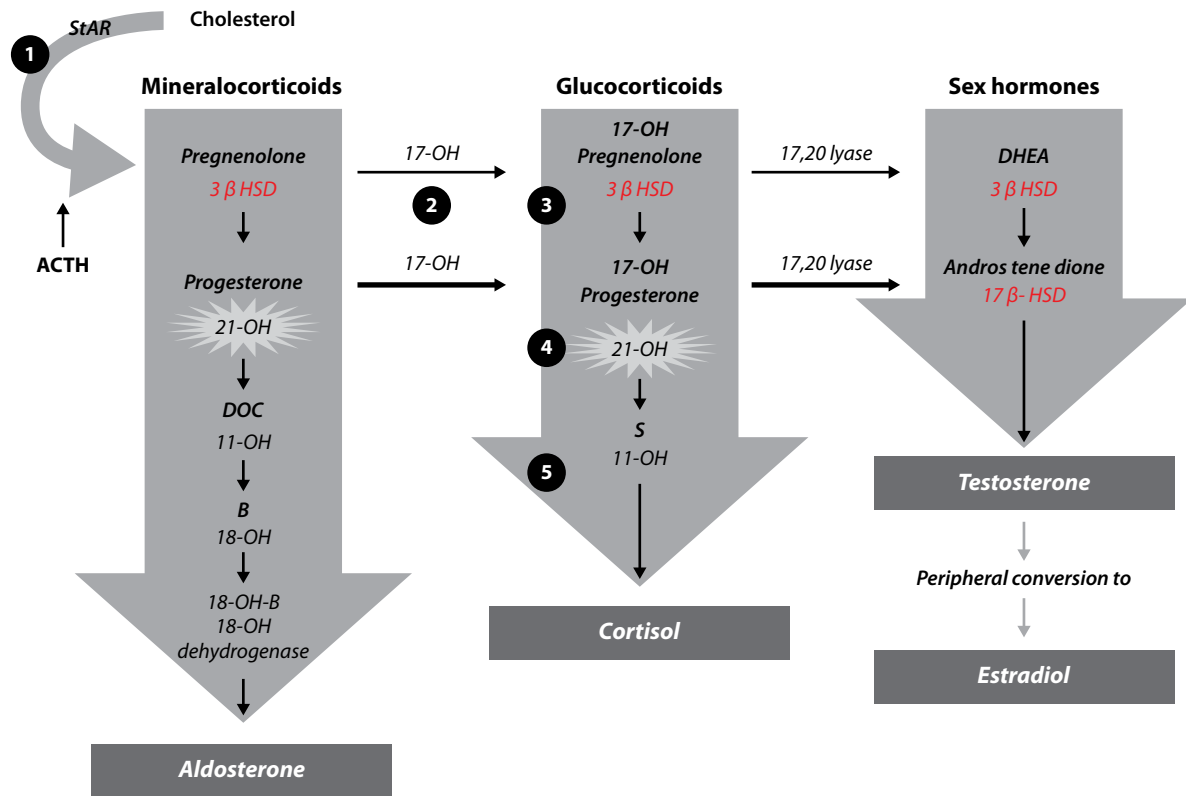 StAR
Cholesterol
1
Mineralocorticoids
Glucocorticoids
Sex hormones
Pregnenolone
3 β HSD
17-OH
2
17-OH
Pregnenolone
3 β HSD
3
17,20 lyase
DHEA
3 β HSD
ACTH
Progesterone
17-OH
17-OH
Progesterone
17,20 lyase
Andros tene dione
17 β- HSD
21-OH
4
21-OH
DOC
11-OH
S
11-OH
5
B
18-OH
Testosterone
18-OH-B
18-OH
dehydrogenase
Peripheral conversion to
Cortisol
Estradiol
Aldosterone